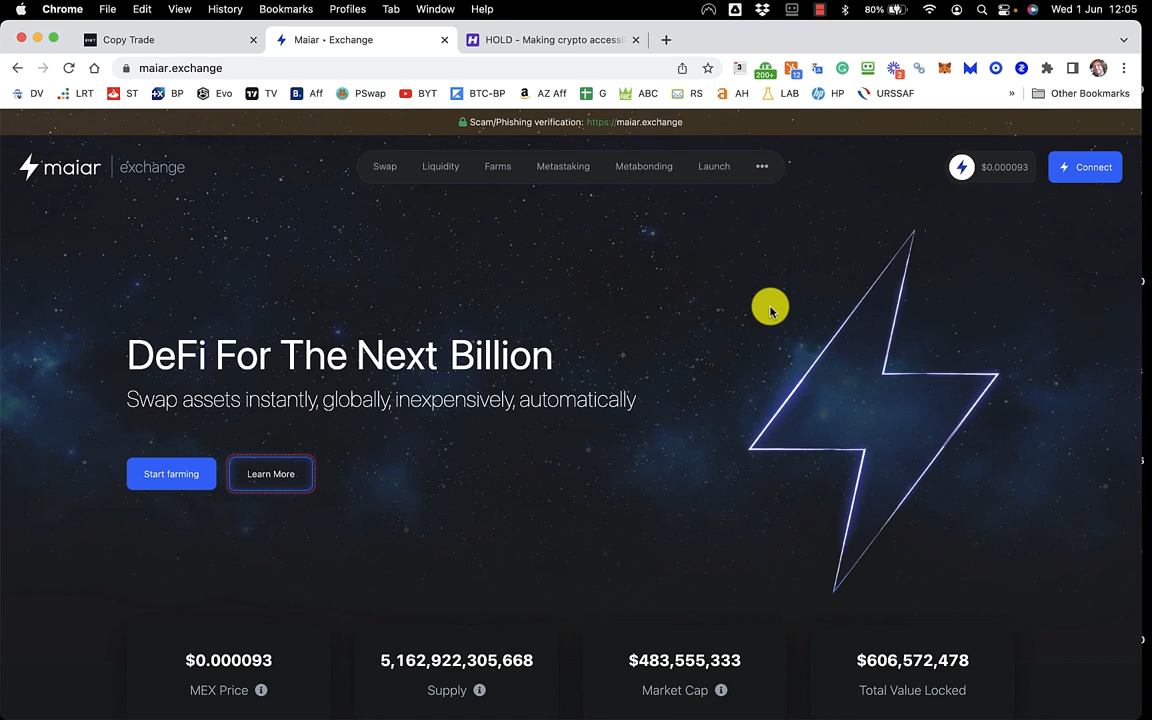 Chrome File Edit View History Bookmarks Profiles Tab Window Help 80% Wed 1 Jun 12:05
Copy Trade Maiar • Exchange HOLD - Making crypto accessi
maiar.exchange 3 200+ 12 2
DV LRT ST BP Evo TV Aff PSwap BYT BTC-BP AZ Aff G ABC RS AH LAB HP URSSAF » Other Bookmarks
Scam/Phishing verification: https://maiar.exchange
maiar exchange Swap Liquidity Farms Metastaking Metabonding Launch ••• $0.000093 Connect
DeFi For The Next Billion
Swap assets instantly, globally, inexpensively, automatically
Start farming Learn More
$0.000093 5,162,922,305,668 $483,555,333 $606,572,478
MEX Price Supply Market Cap Total Value Locked